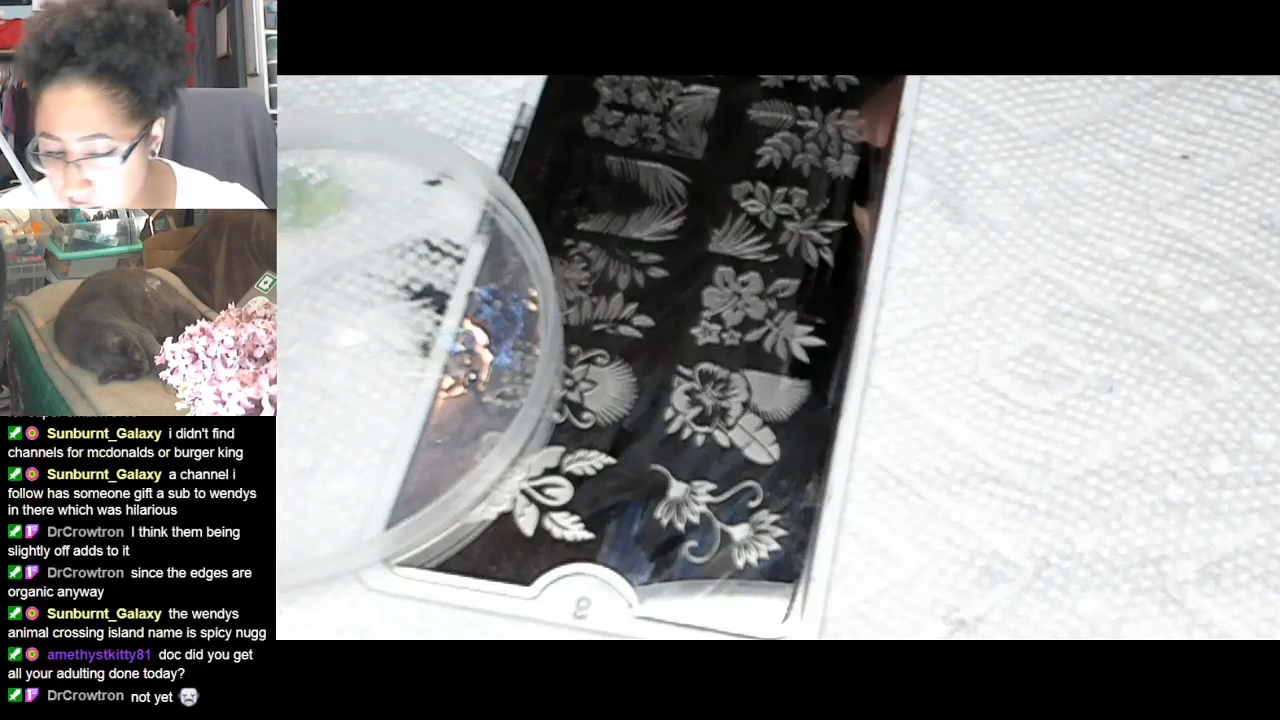 Sunburnt_Galaxy i didn't find
channels for mcdonalds or burger king
Sunburnt_Galaxy a channel i
follow has someone gift a sub to wendys
in there which was hilarious
DrCrowtron I think them being
slightly off adds to it
DrCrowtron since the edges are
organic anyway
Sunburnt_Galaxy the wendys
animal crossing island name is spicy nugg
amethystkitty81 doc did you get
all your adulting done today?
DrCrowtron not yet
8